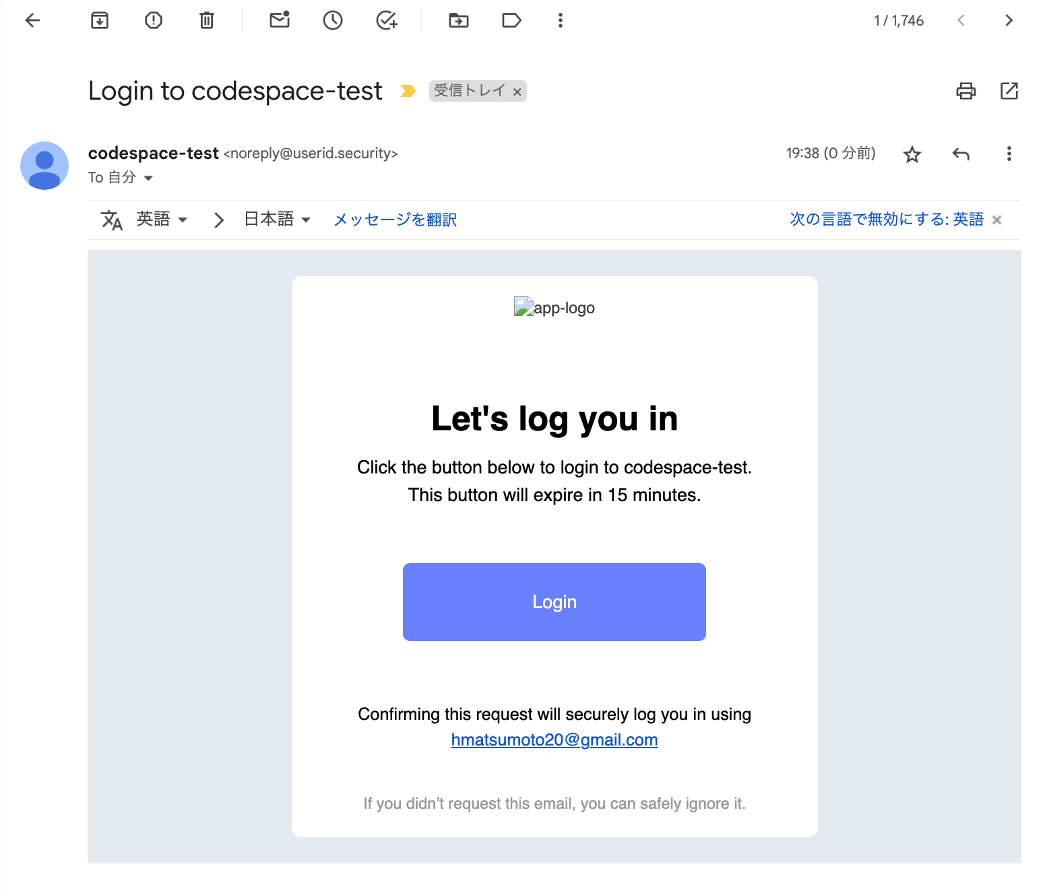 1 / 1,746
Login to codespace-test 受信トレイ ×
codespace-test <noreply@userid.security> 19:38 (0 分前)
To 自分
英語 日本語 メッセージを翻訳 次の言語で無効にする: 英語 ×
app-logo
Let's log you in
Click the button below to login to codespace-test.
This button will expire in 15 minutes.
Login
Confirming this request will securely log you in using
hmatsumoto20@gmail.com
If you didn’t request this email, you can safely ignore it.